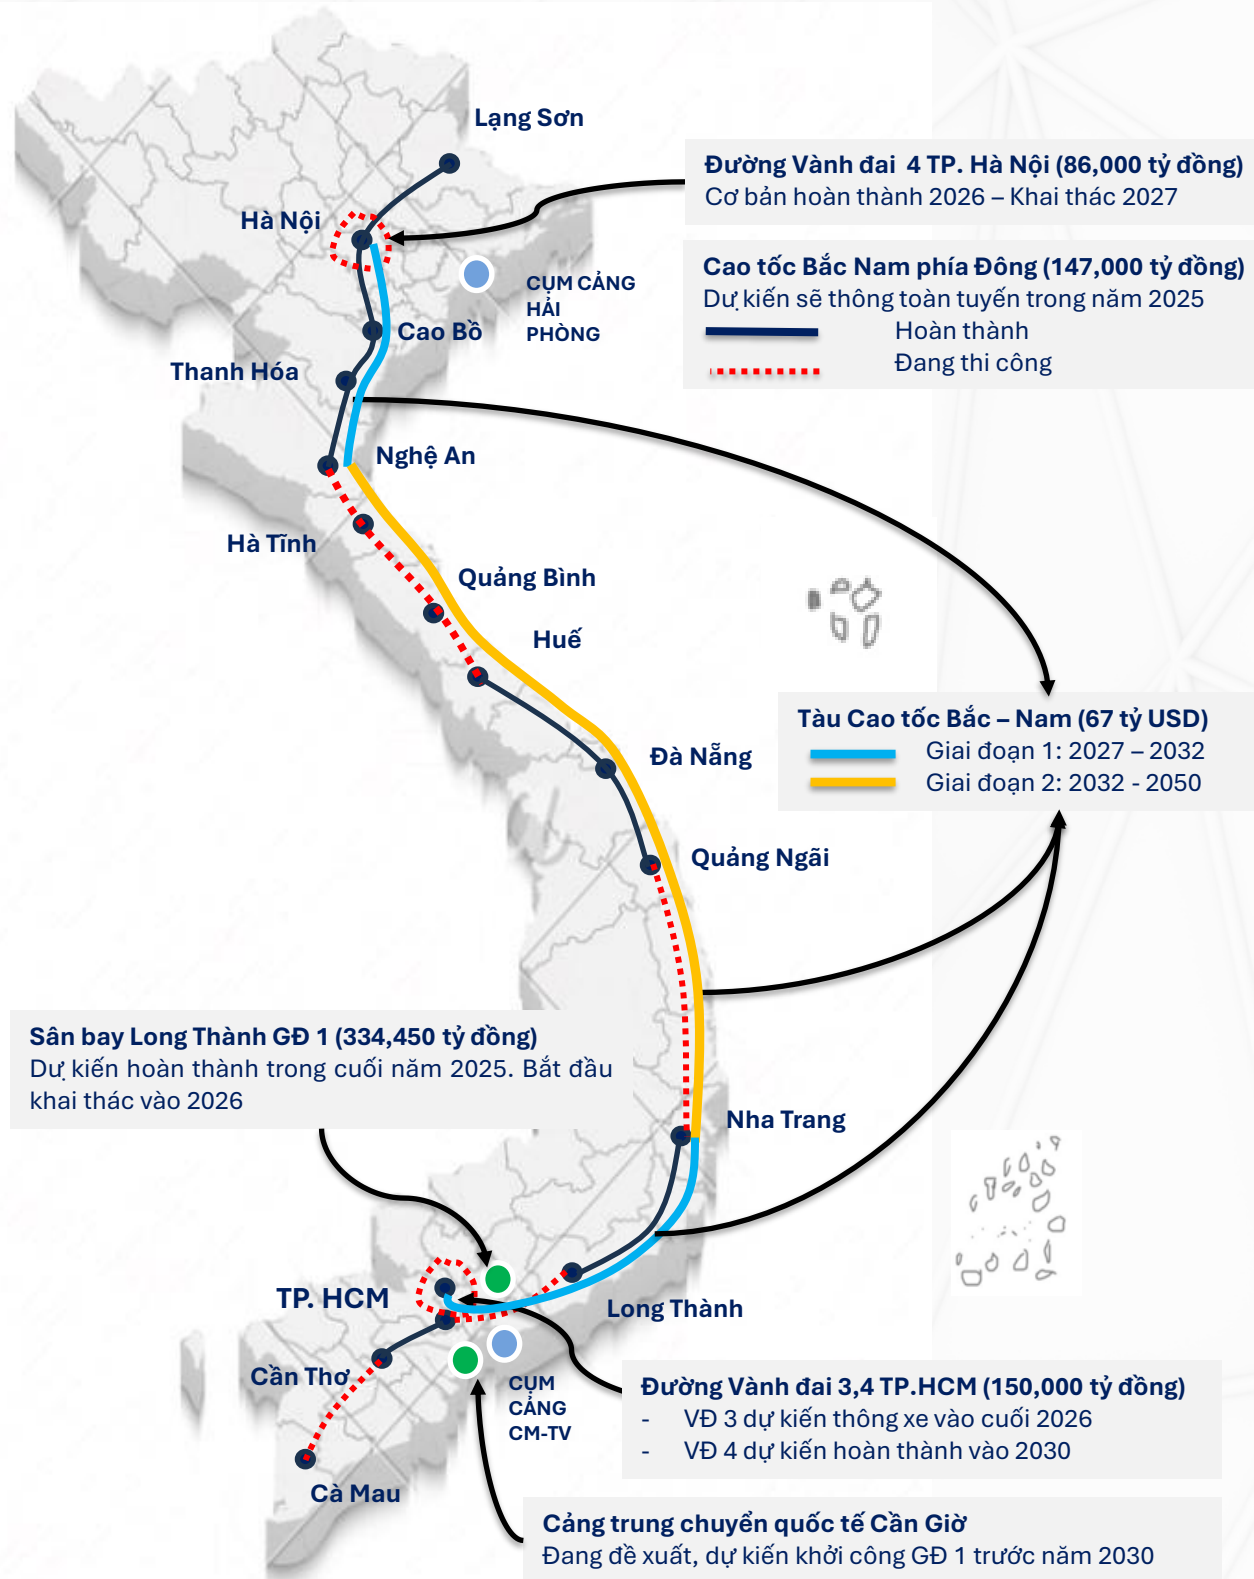 Lạng Sơn
Đường Vành đai 4 TP. Hà Nội (86,000 tỷ đồng)
Cơ bản hoàn thành 2026 – Khai thác 2027
Hà Nội
Cao tốc Bắc Nam phía Đông (147,000 tỷ đồng)
Dự kiến sẽ thông toàn tuyến trong năm 2025
Hoàn thành
Đang thi công
CỤM CẢNG
HẢI
PHÒNG
Cao Bồ
Thanh Hóa
Nghệ An
Hà Tĩnh
Quảng Bình
Huế
Tàu Cao tốc Bắc – Nam (67 tỷ USD)
Giai đoạn 1: 2027 – 2032
Giai đoạn 2: 2032 - 2050
Đà Nẵng
Quảng Ngãi
Sân bay Long Thành GĐ 1 (334,450 tỷ đồng)
Dự kiến hoàn thành trong cuối năm 2025. Bắt đầu
khai thác vào 2026
Nha Trang
TP. HCM
Long Thành
Cần Thơ
CỤM
CẢNG
CM-TV
Đường Vành đai 3,4 TP.HCM (150,000 tỷ đồng)
- VĐ 3 dự kiến thông xe vào cuối 2026
- VĐ 4 dự kiến hoàn thành vào 2030
Cà Mau
Cảng trung chuyển quốc tế Cần Giờ
Đang đề xuất, dự kiến khởi công GĐ 1 trước năm 2030